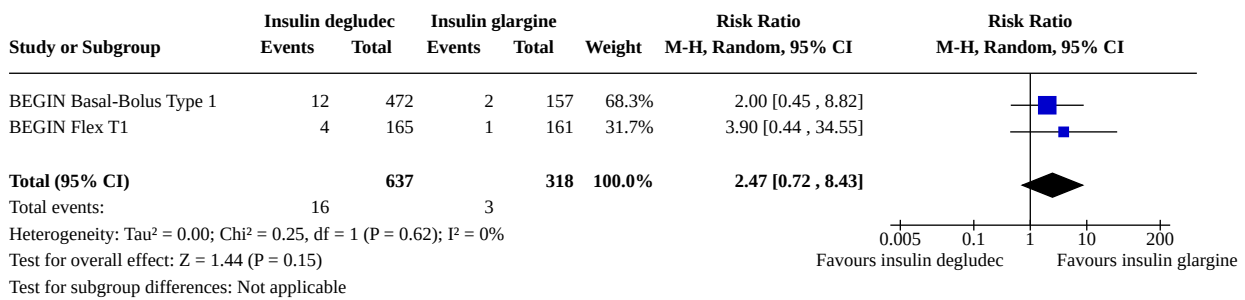 Insulin degludec Insulin glargine Risk Ratio Risk Ratio
Study or Subgroup Events Total Events Total Weight M-H, Random, 95% CI M-H, Random, 95% CI
BEGIN Basal-Bolus Type 1 12 472 2 157 68.3% 2.00 [0.45 , 8.82]
BEGIN Flex T1 4 165 1 161 31.7% 3.90 [0.44 , 34.55]
Total (95% CI) 637 318 100.0% 2.47 [0.72 , 8.43]
Total events: 16 3
Heterogeneity: Tau² = 0.00; Chi² = 0.25, df = 1 (P = 0.62); I² = 0%
0.005 0.1 1 10 200
Test for overall effect: Z = 1.44 (P = 0.15) Favours insulin degludec Favours insulin glargine
Test for subgroup differences: Not applicable